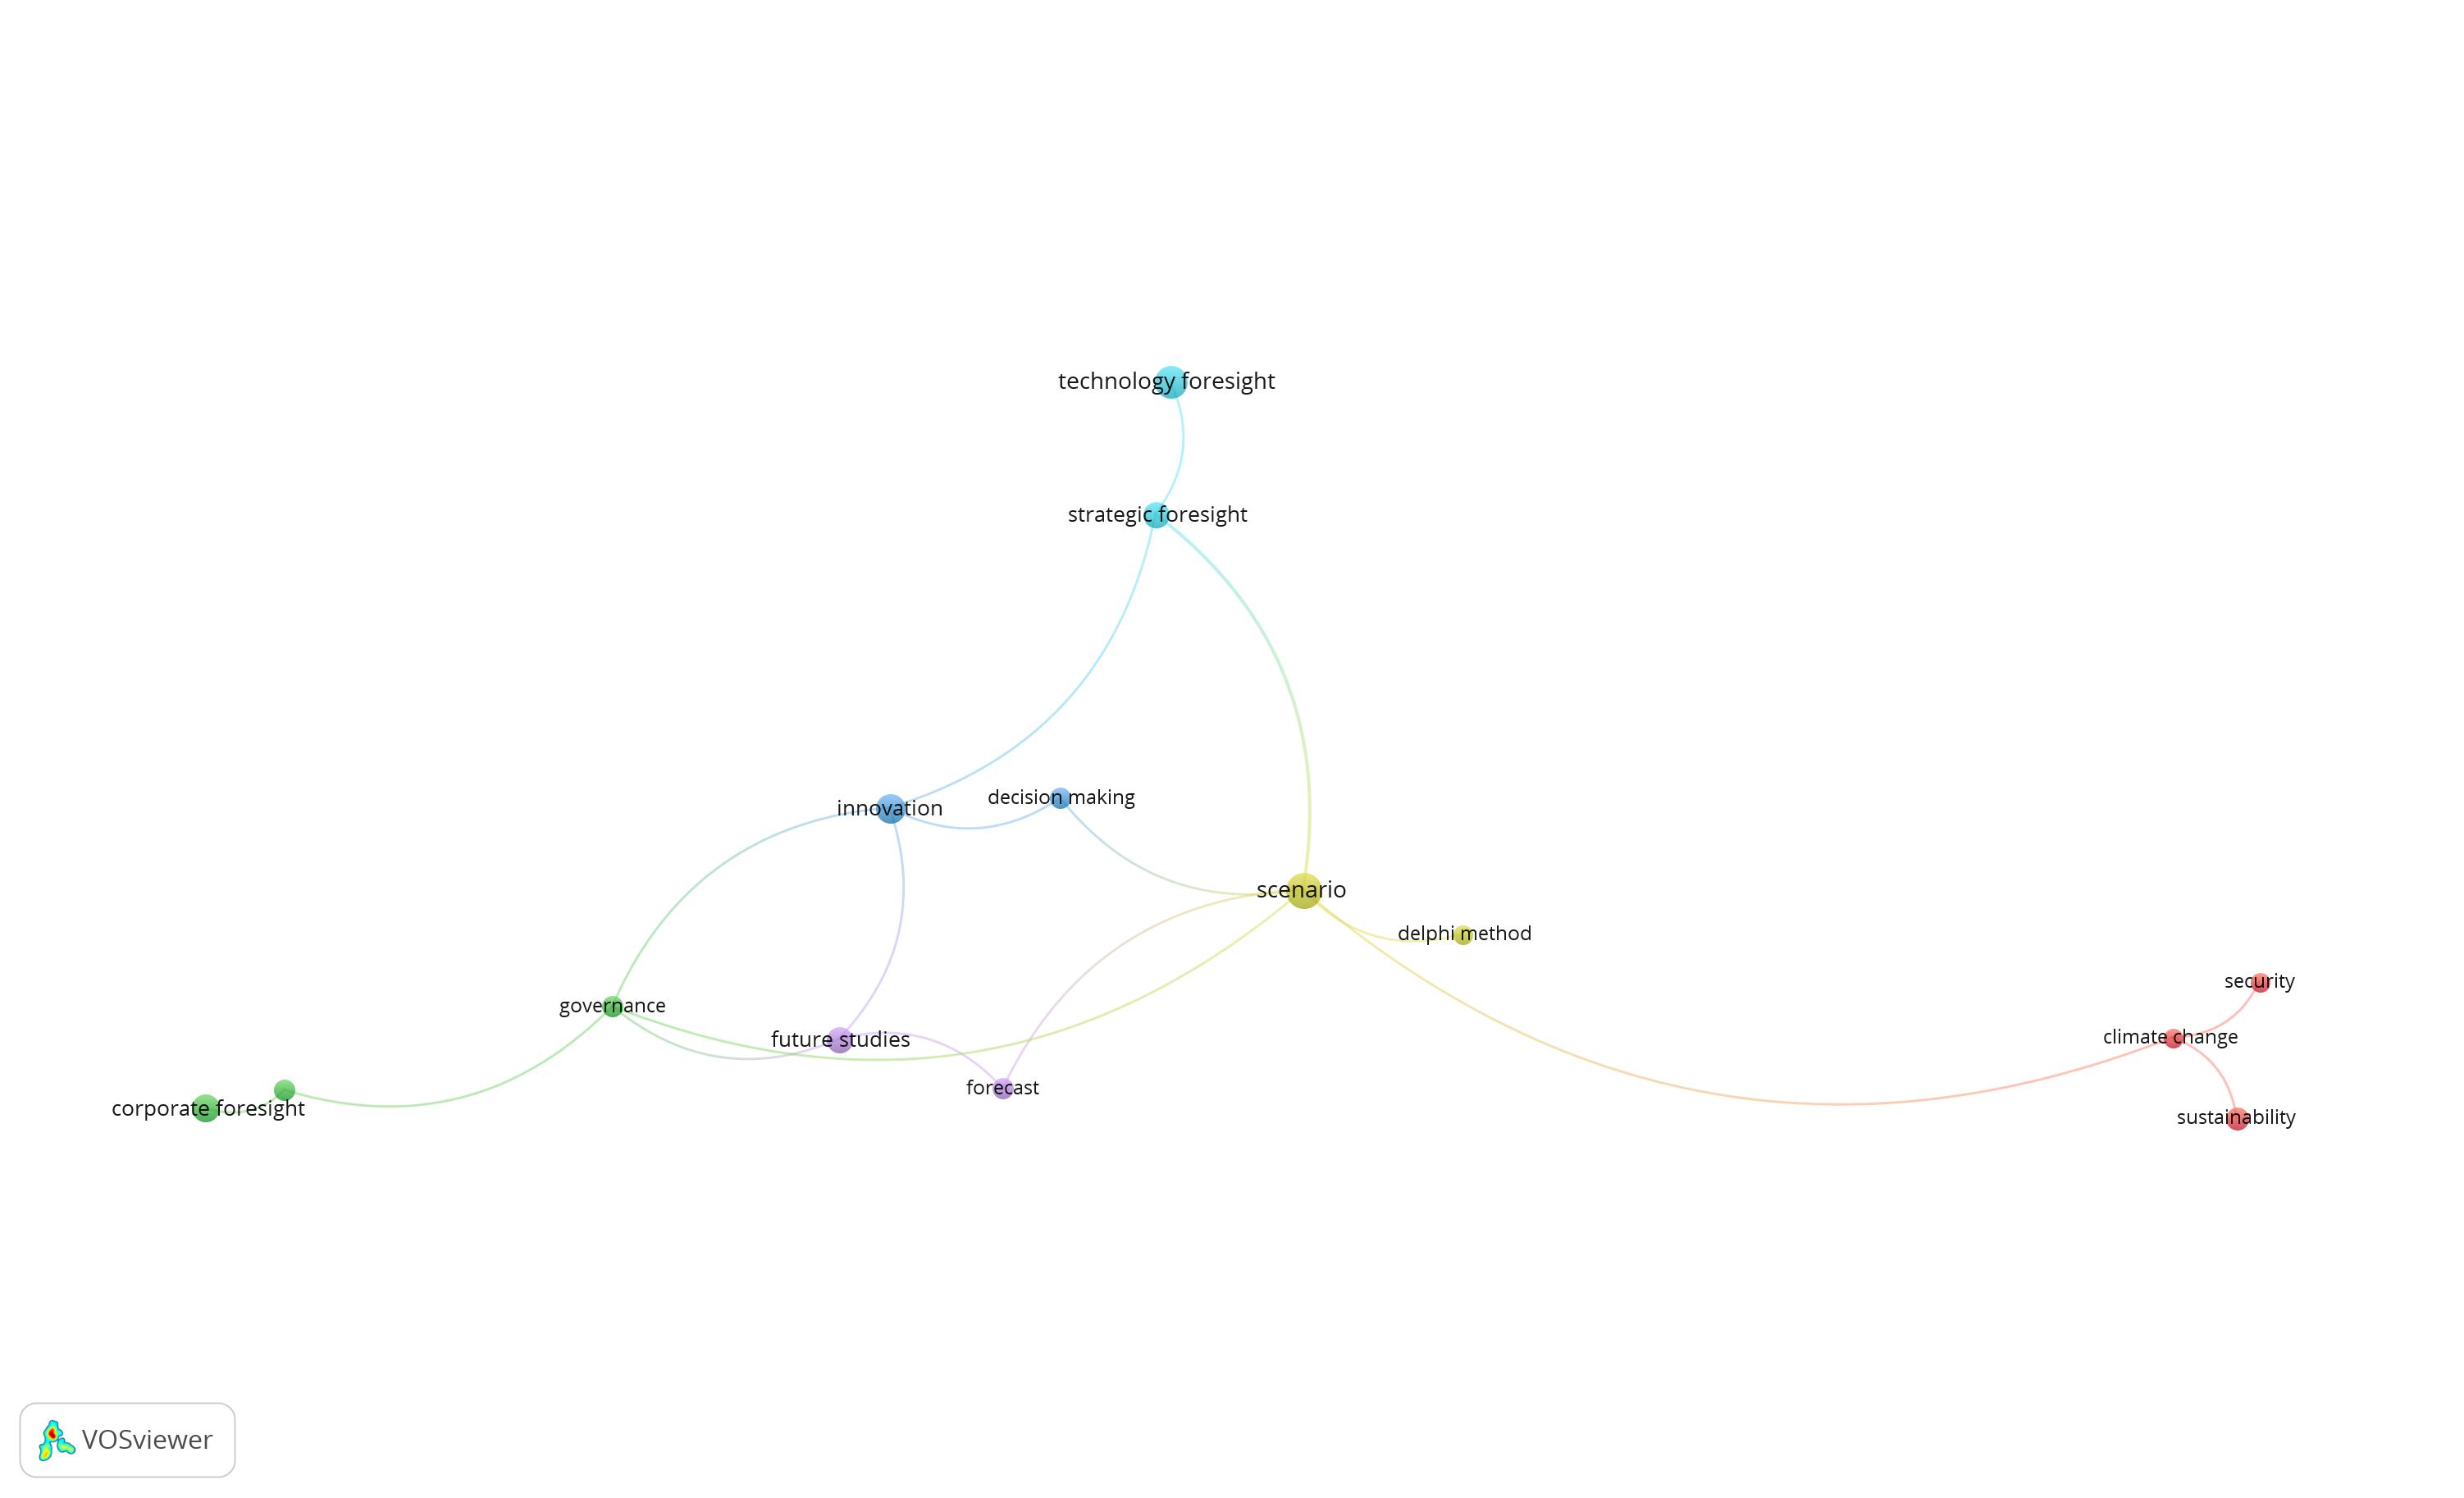 technology foresight
strategic foresight
innovation
decision making
scenario
delphi method
security
governance
climate change
future studies
forecast
corporate foresight
sustainability
VOSviewer